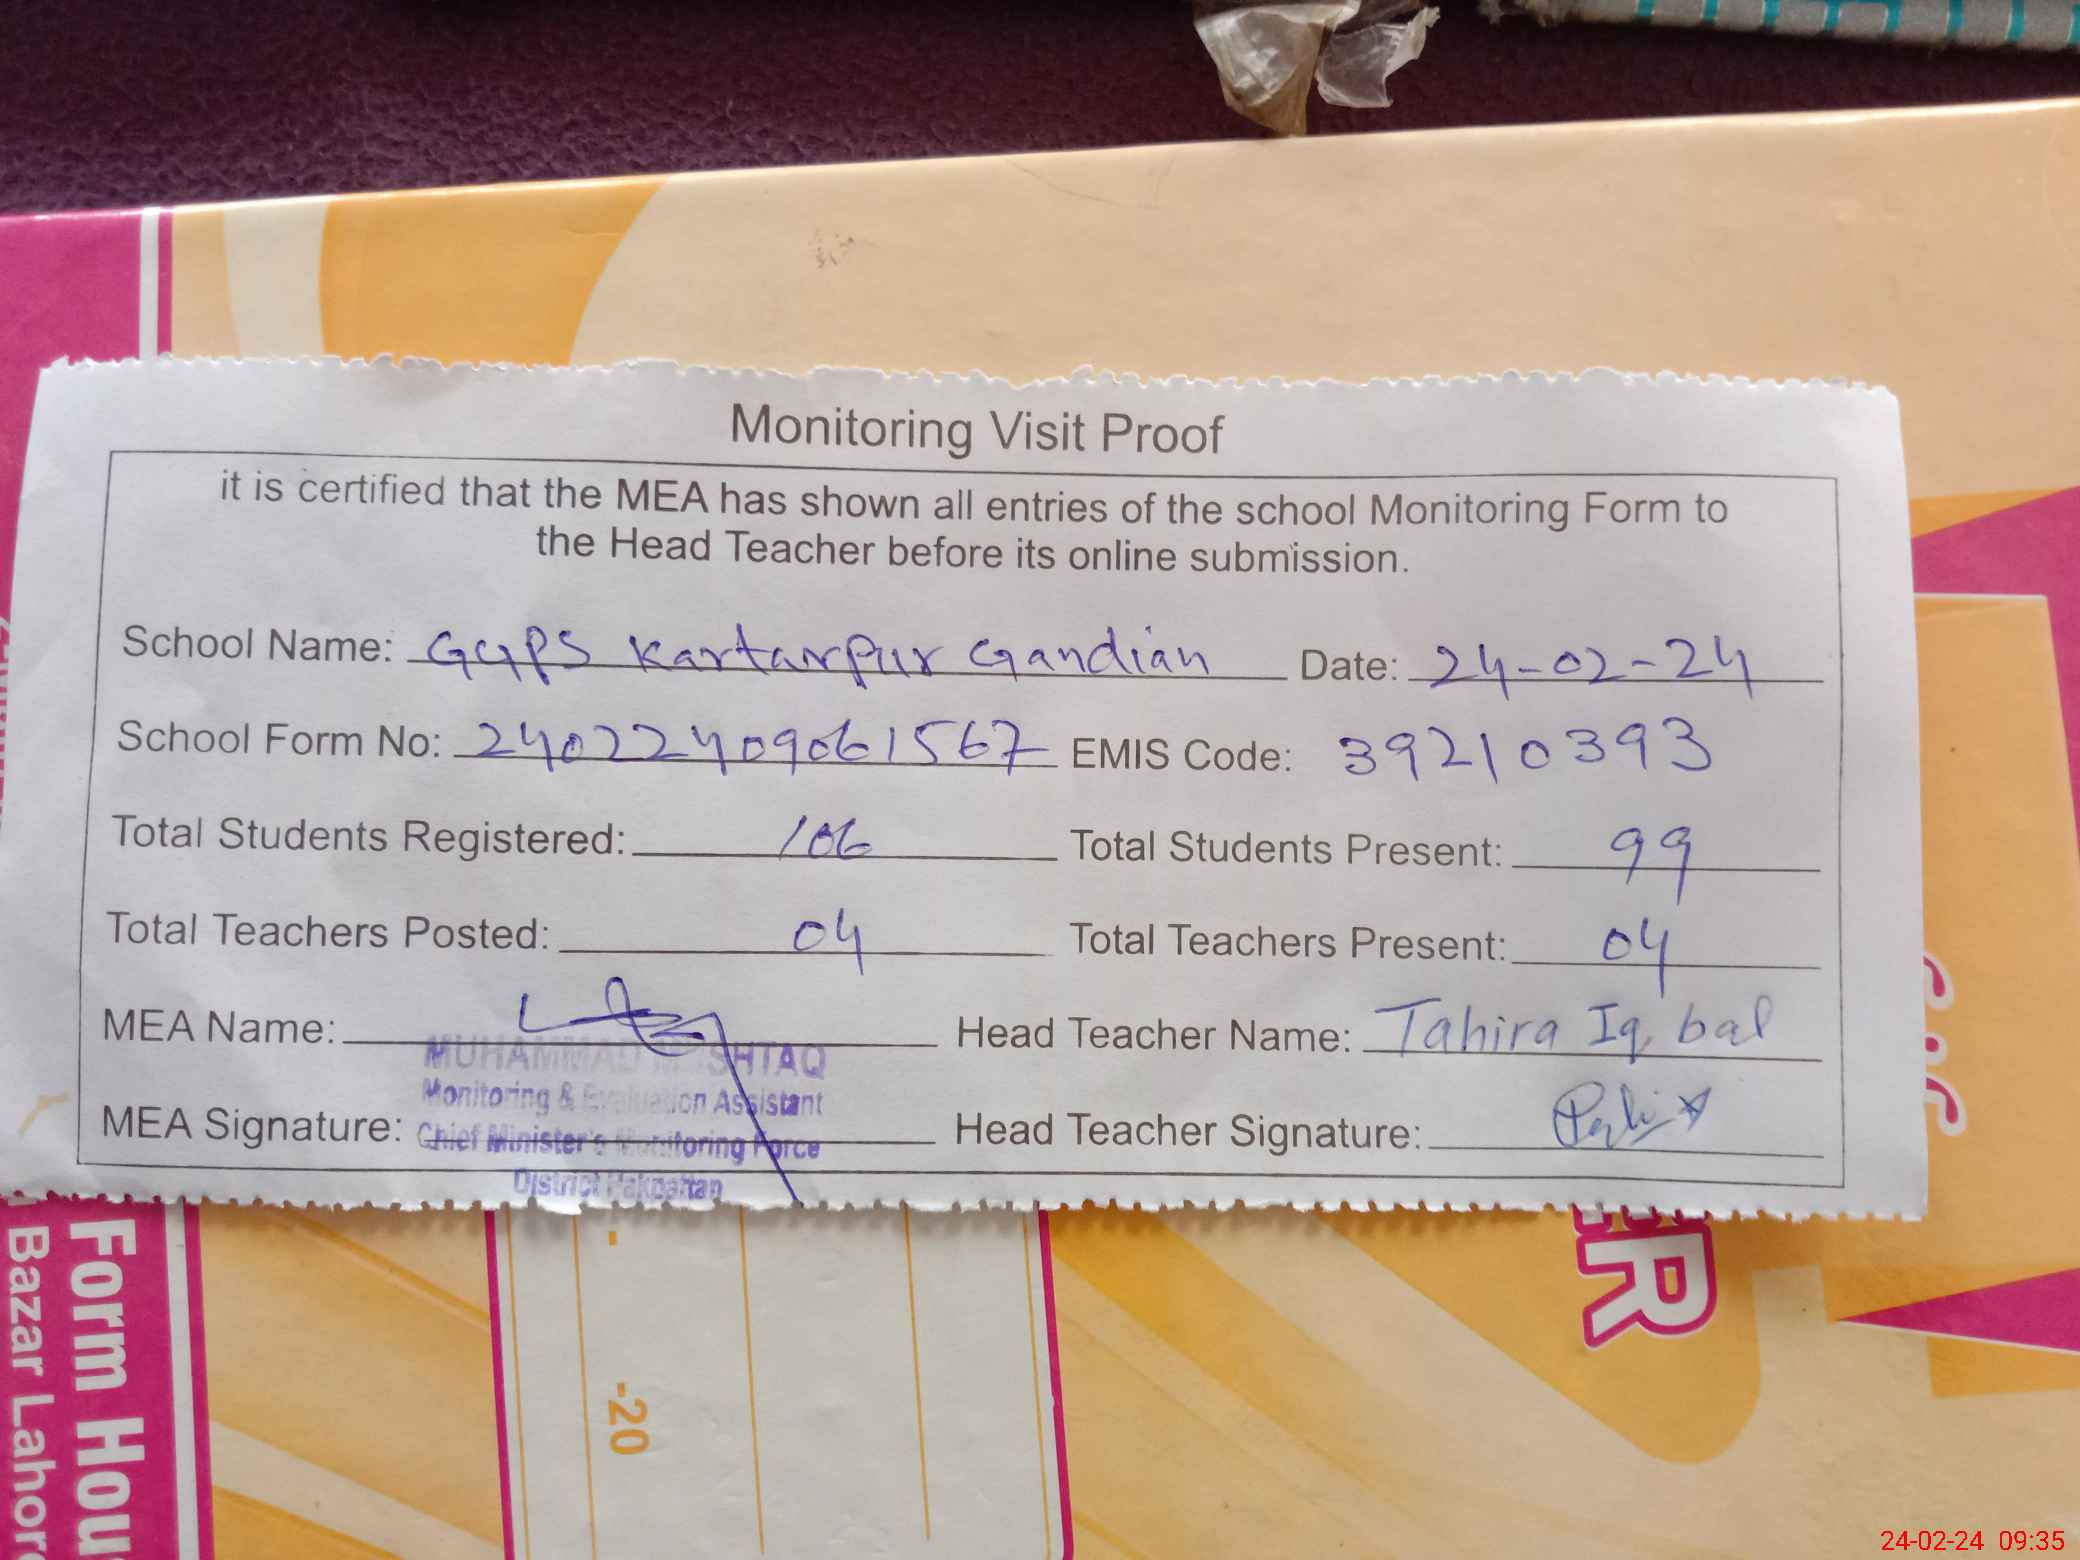 Monitoring Visit Proof
it is certified that the MEA has shown all entries of the school Monitoring Form to
the Head Teacher before its online submission.
School Name: GGPS Kartarpur Gandian Date: 24-02-24
School Form No: 24022409061567 EMIS Code: 39210393
Total Students Registered: 106 Total Students Present: 99
Total Teachers Posted: 04 Total Teachers Present: 04
MEA Name: Head Teacher Name: Tahira Iqbal
MUHAMMAD MUSHTAQ
Monitoring & Evaluation Assistant
MEA Signature: Head Teacher Signature:
Chief Minister's Monitoring Force
District Pakpattan
Form Hou
Bazar Lahor
-20
ER
24-02-24 09:35